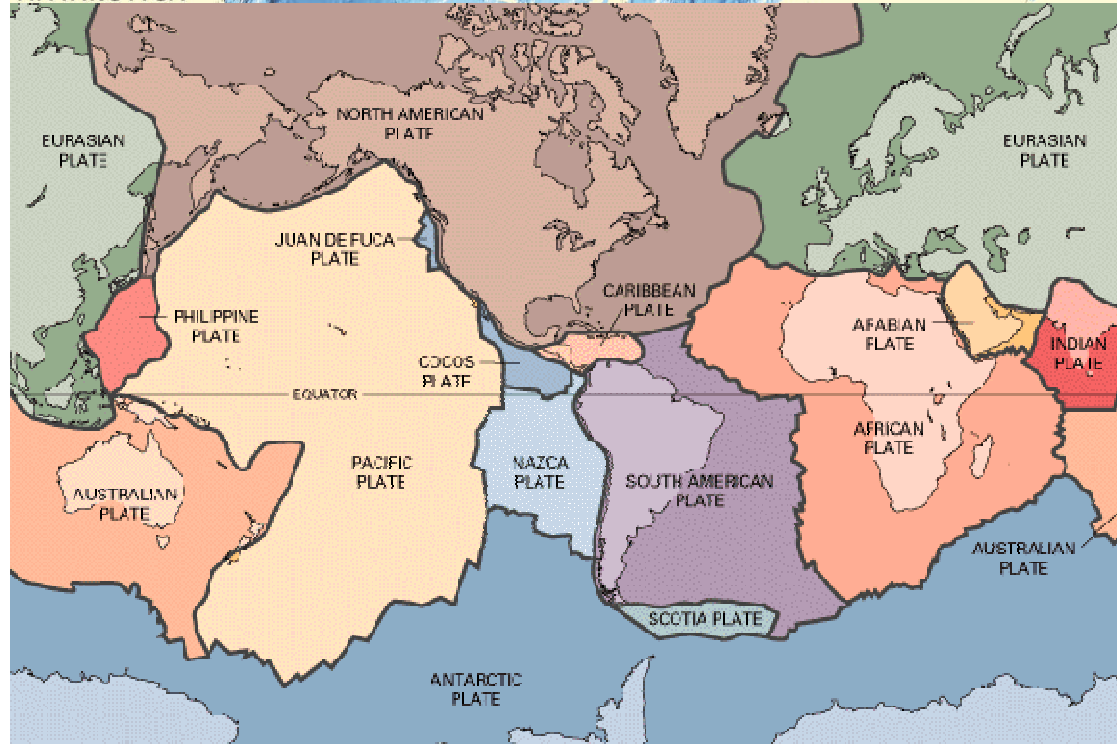 NORTH AMERICAN
PLATE
EURASIAN
PLATE
EURASIAN
PLATE
JUAN DE FUCA
PLATE
CARIBBEAN
PLATE
PHILIPPINE
PLATE
ARABIAN
PLATE
INDIAN
PLATE
COCOS
PLATE
EQUATOR
AFRICAN
PLATE
PACIFIC
PLATE
NAZCA
PLATE
SOUTH AMERICAN
PLATE
AUSTRALIAN
PLATE
AUSTRALIAN
PLATE
SCOTIA PLATE
ANTARCTIC
PLATE